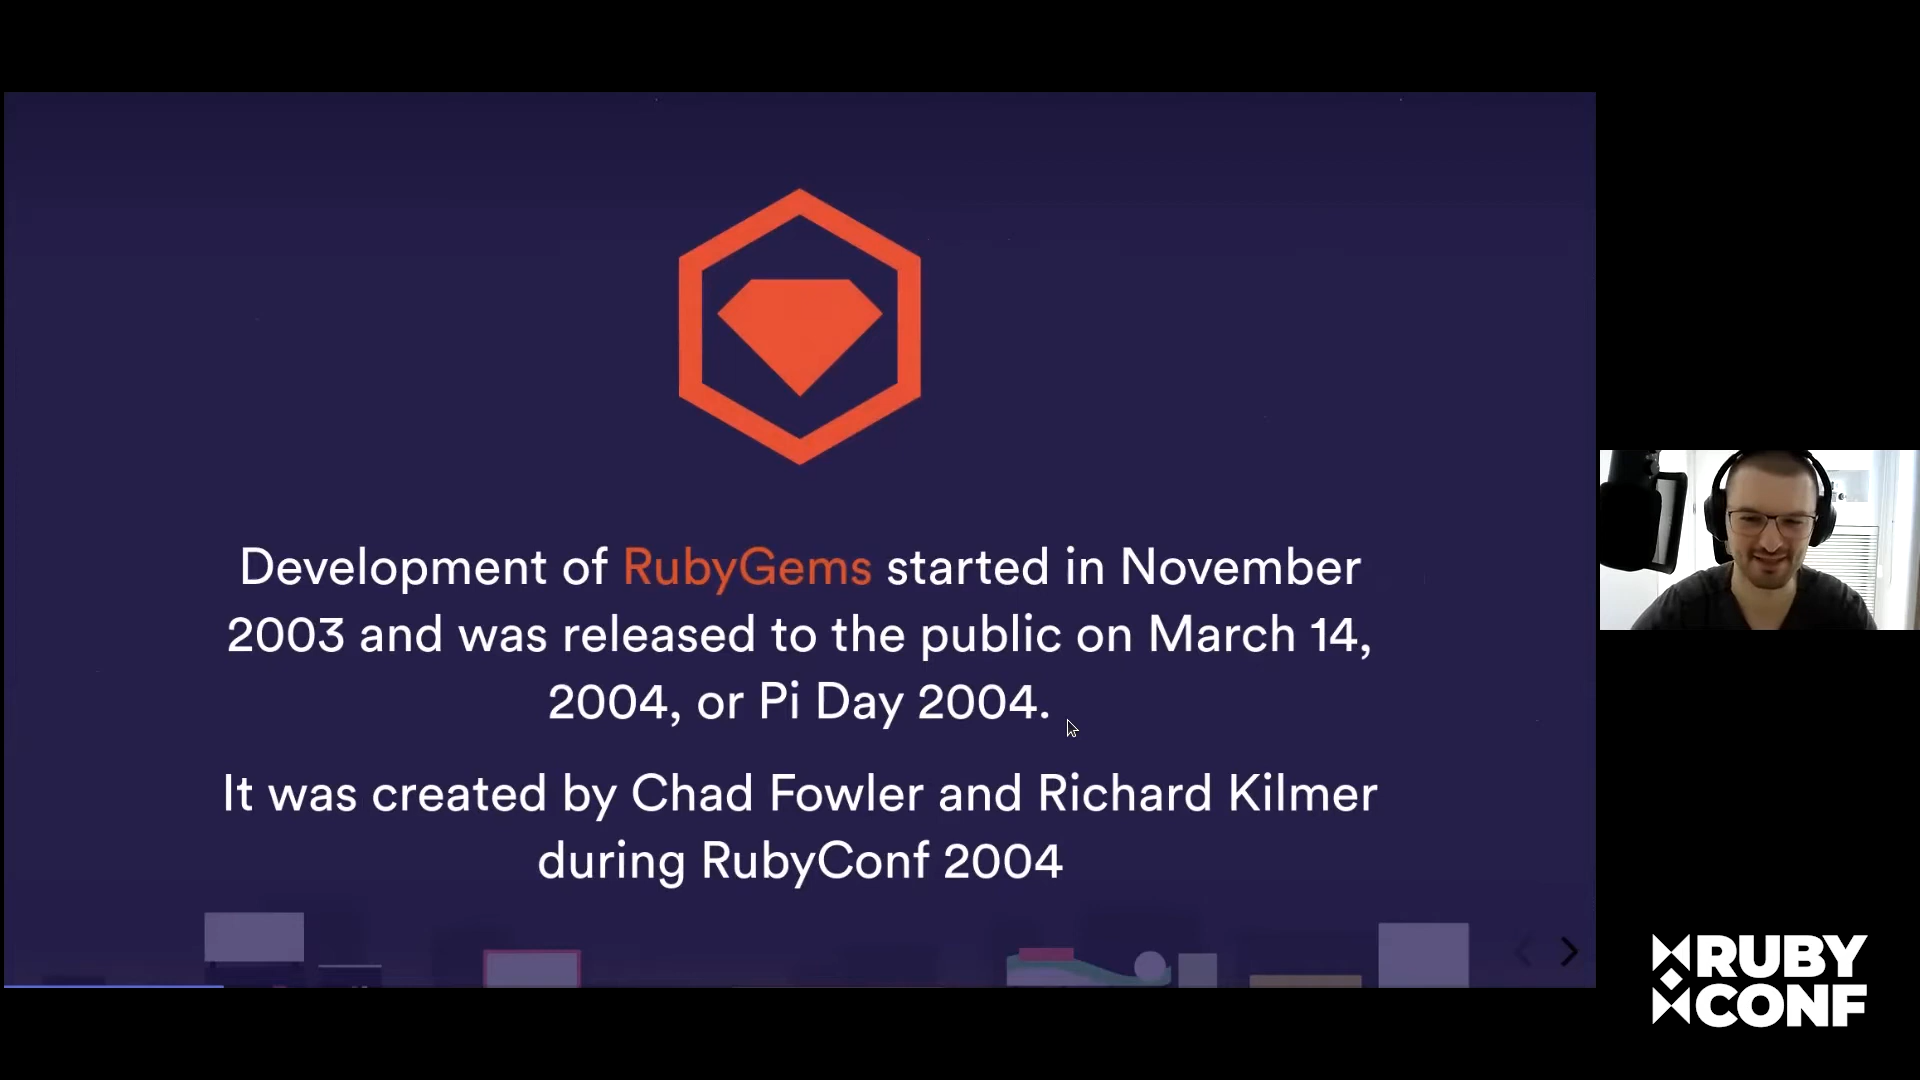 Development of RubyGems started in November
2003 and was released to the public on March 14,
2004, or Pi Day 2004.
It was created by Chad Fowler and Richard Kilmer
during RubyConf 2004
RUBY
CONF